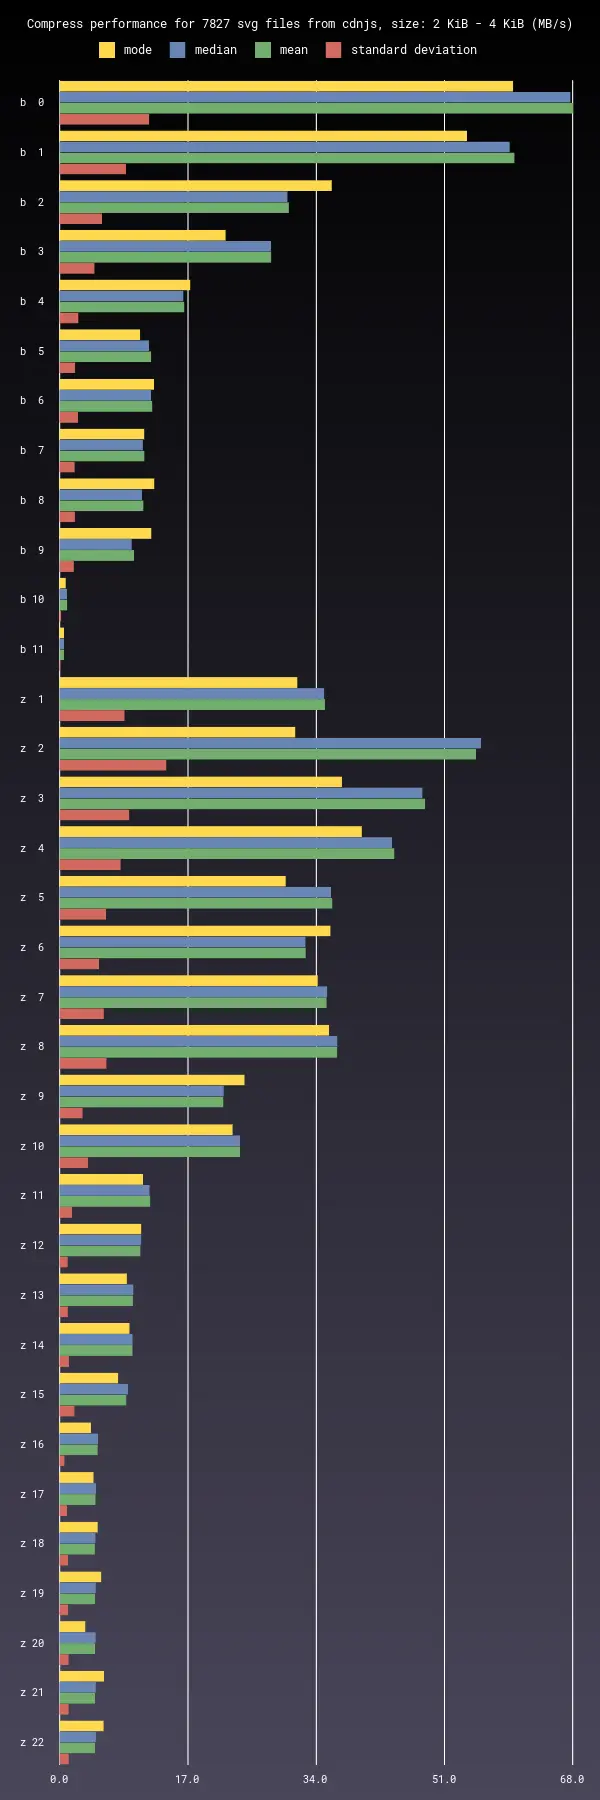 Compress performance for 7827 svg files from cdnjs, size: 2 KiB - 4 KiB (MB/s)
mode median mean standard deviation
b 0
b 1
b 2
b 3
b 4
b 5
b 6
b 7
b 8
b 9
b 10
b 11
z 1
z 2
z 3
z 4
z 5
z 6
z 7
z 8
z 9
z 10
z 11
z 12
z 13
z 14
z 15
z 16
z 17
z 18
z 19
z 20
z 21
z 22
0.0 17.0 34.0 51.0 68.0